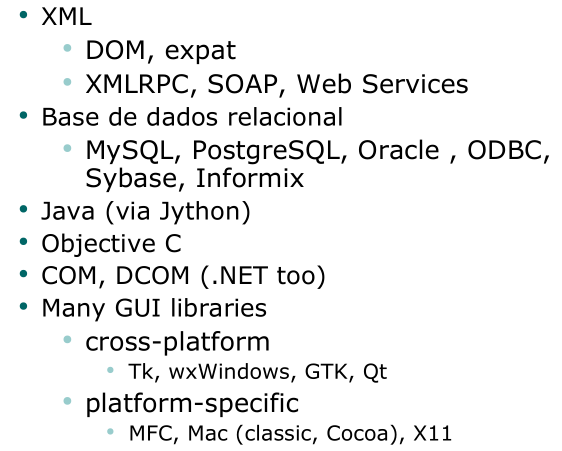 • XML
• DOM, expat
• XMLRPC, SOAP, Web Services
• Base de dados relacional
• MySQL, PostgreSQL, Oracle , ODBC,
Sybase, Informix
• Java (via Jython)
• Objective C
• COM, DCOM (.NET too)
• Many GUI libraries
• cross-platform
• Tk, wxWindows, GTK, Qt
• platform-specific
• MFC, Mac (classic, Cocoa), X11